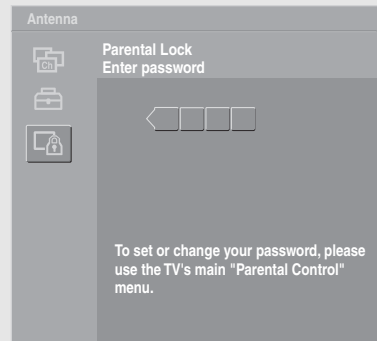 Antenna
Parental Lock
Enter password
Ch
To set or change your password, please
use the TV's main "Parental Control"
menu.